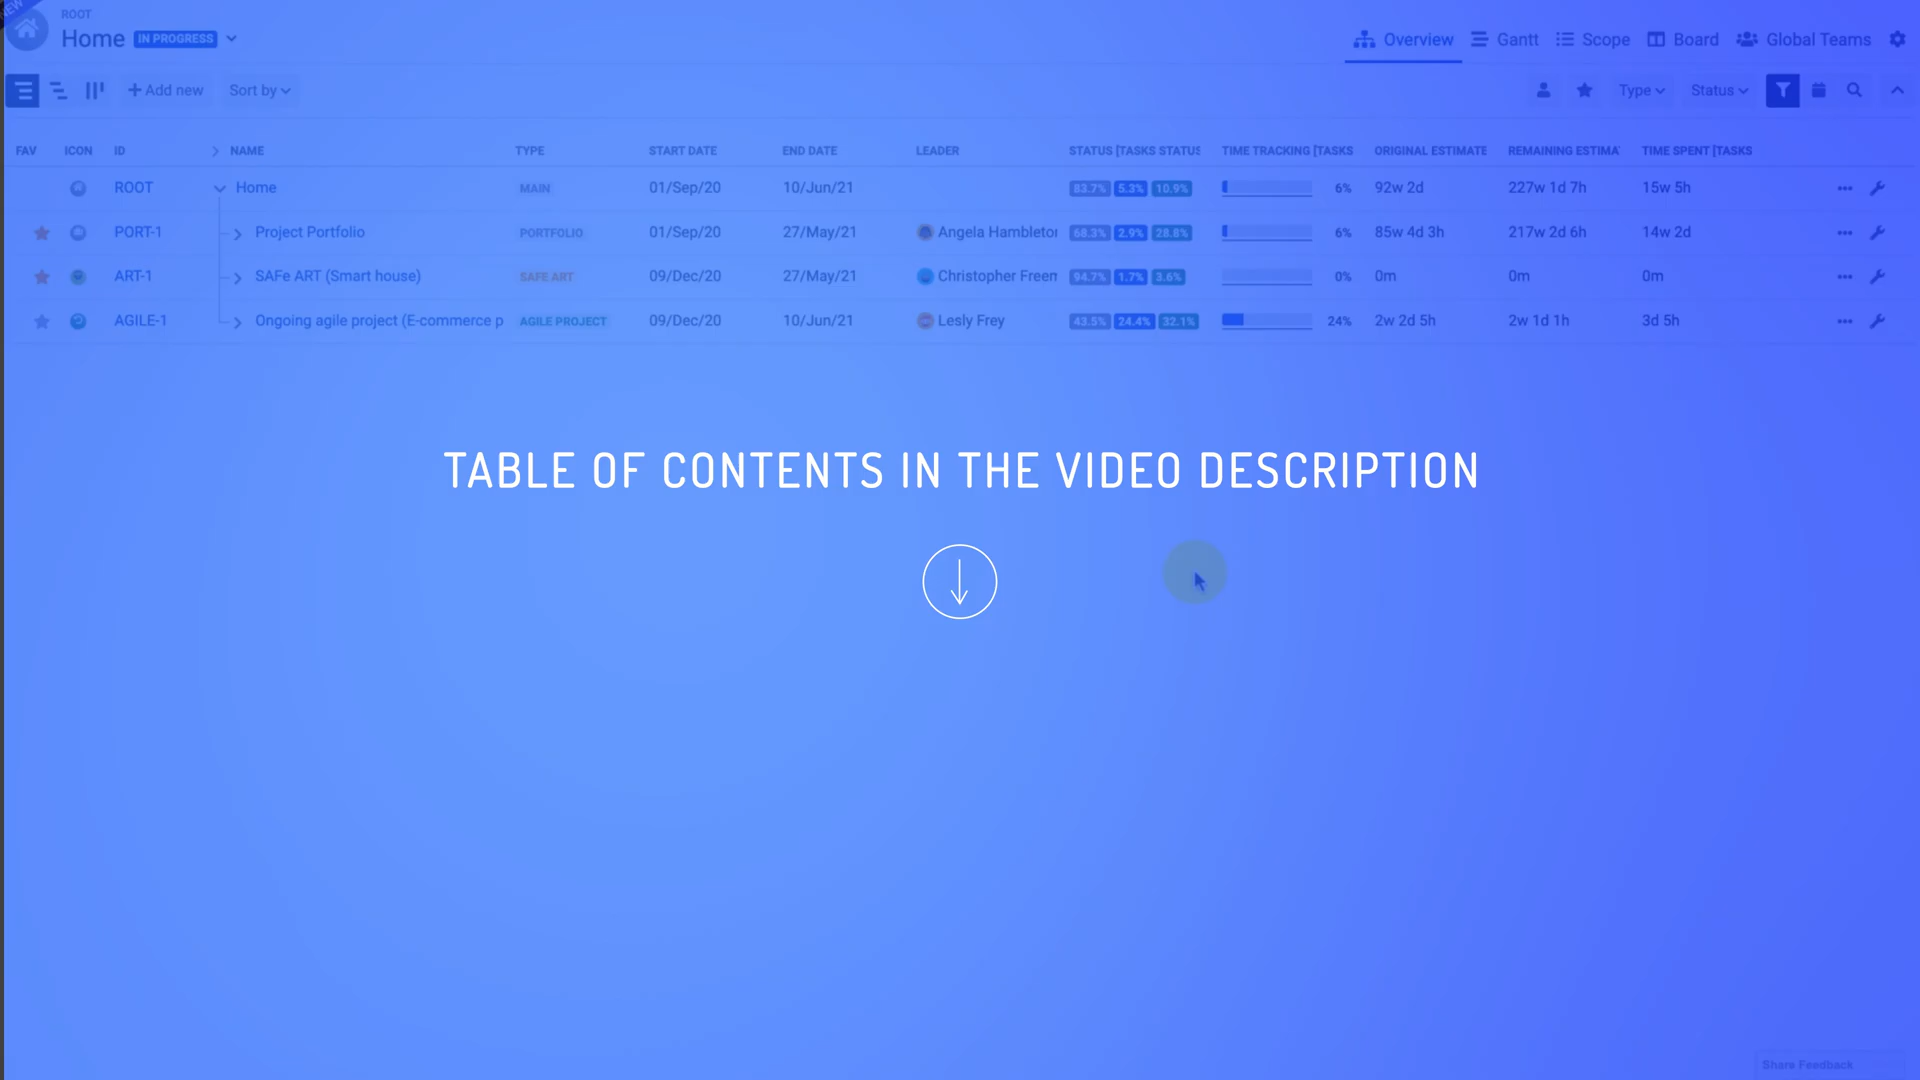 NEW
ROOT
Home IN PROGRESS
Overview Gantt Scope Board Global Teams
Add new Sort by Type Status
FAV ICON ID NAME TYPE START DATE END DATE LEADER STATUS [TASKS STATUS TIME TRACKING [TASKS ORIGINAL ESTIMATE REMAINING ESTIMA TIME SPENT [TASKS
ROOT Home MAIN 01/Sep/20 10/Jun/21 83.7% 5.3% 10.9% 6% 92w 2d 227w 1d 7h 15w 5h
PORT-1 Project Portfolio PORTFOLIO 01/Sep/20 27/May/21 Angela Hambleton 68.3% 2.9% 28.8% 6% 85w 4d 3h 217w 2d 6h 14w 2d
ART-1 SAFe ART (Smart house) SAFE ART 09/Dec/20 27/May/21 Christopher Freem 94.7% 1.7% 3.6% 0% 0m 0m 0m
AGILE-1 Ongoing agile project (E-commerce p AGILE PROJECT 09/Dec/20 10/Jun/21 Lesly Frey 43.5% 24.4% 32.1% 24% 2w 2d 5h 2w 1d 1h 3d 5h
TABLE OF CONTENTS IN THE VIDEO DESCRIPTION
Share Feedback